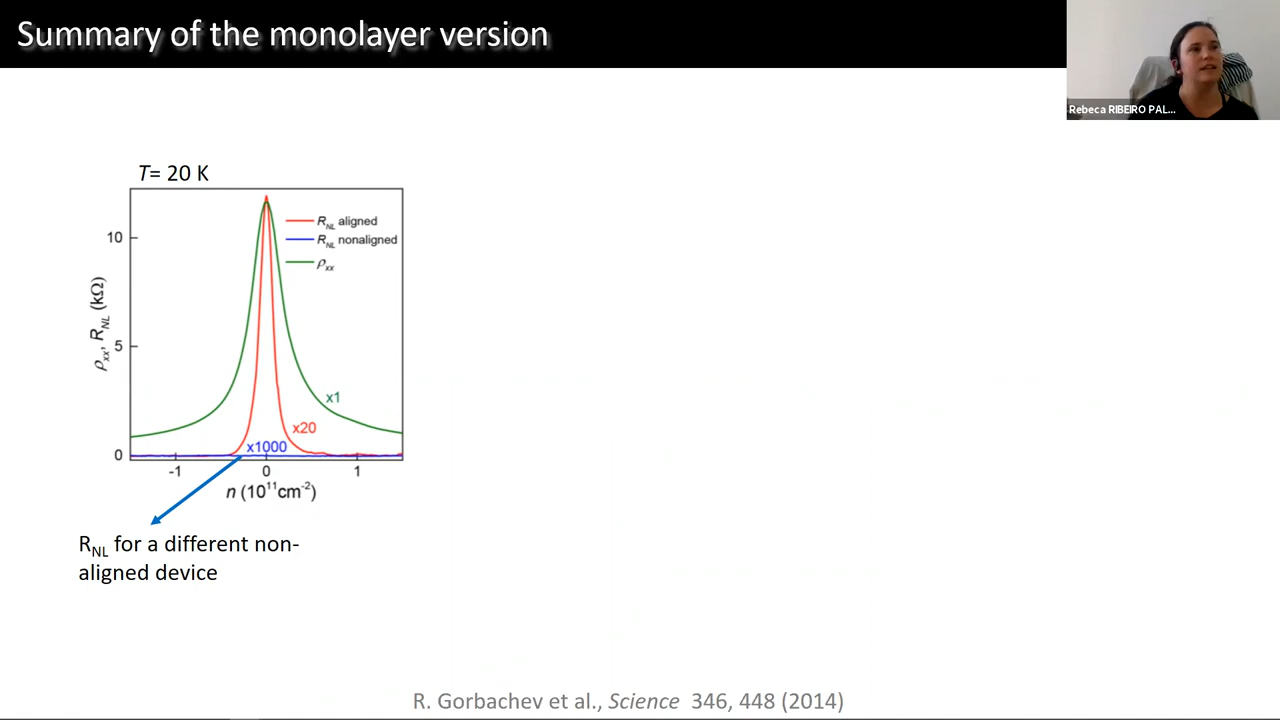 Summary of the monolayer version
Rebeca RIBEIRO PAL...
T= 20 K
R_NL aligned
R_NL nonaligned
ρ_xx
10
5
0
ρ_xx, R_NL (kΩ)
x1
x20
x1000
-1 0 1
n (10^11cm^-2)
R_NL for a different non-
aligned device
R. Gorbachev et al., Science 346, 448 (2014)